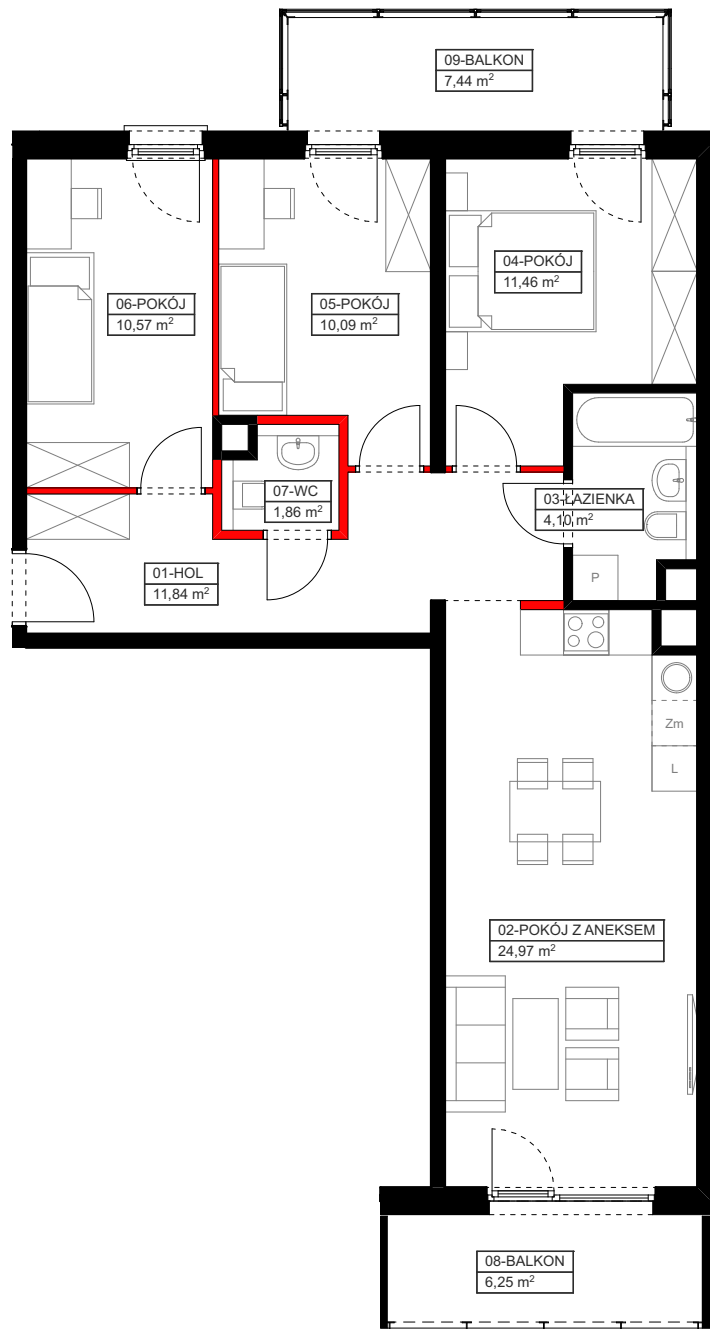 09-BALKON
7,44 m²
06-POKÓJ
10,57 m²
05-POKÓJ
10,09 m²
04-POKÓJ
11,46 m²
07-WC
1,86 m²
03-ŁAZIENKA
4,10 m²
01-HOL
11,84 m²
P
Zm
L
02-POKÓJ Z ANEKSEM
24,97 m²
08-BALKON
6,25 m²